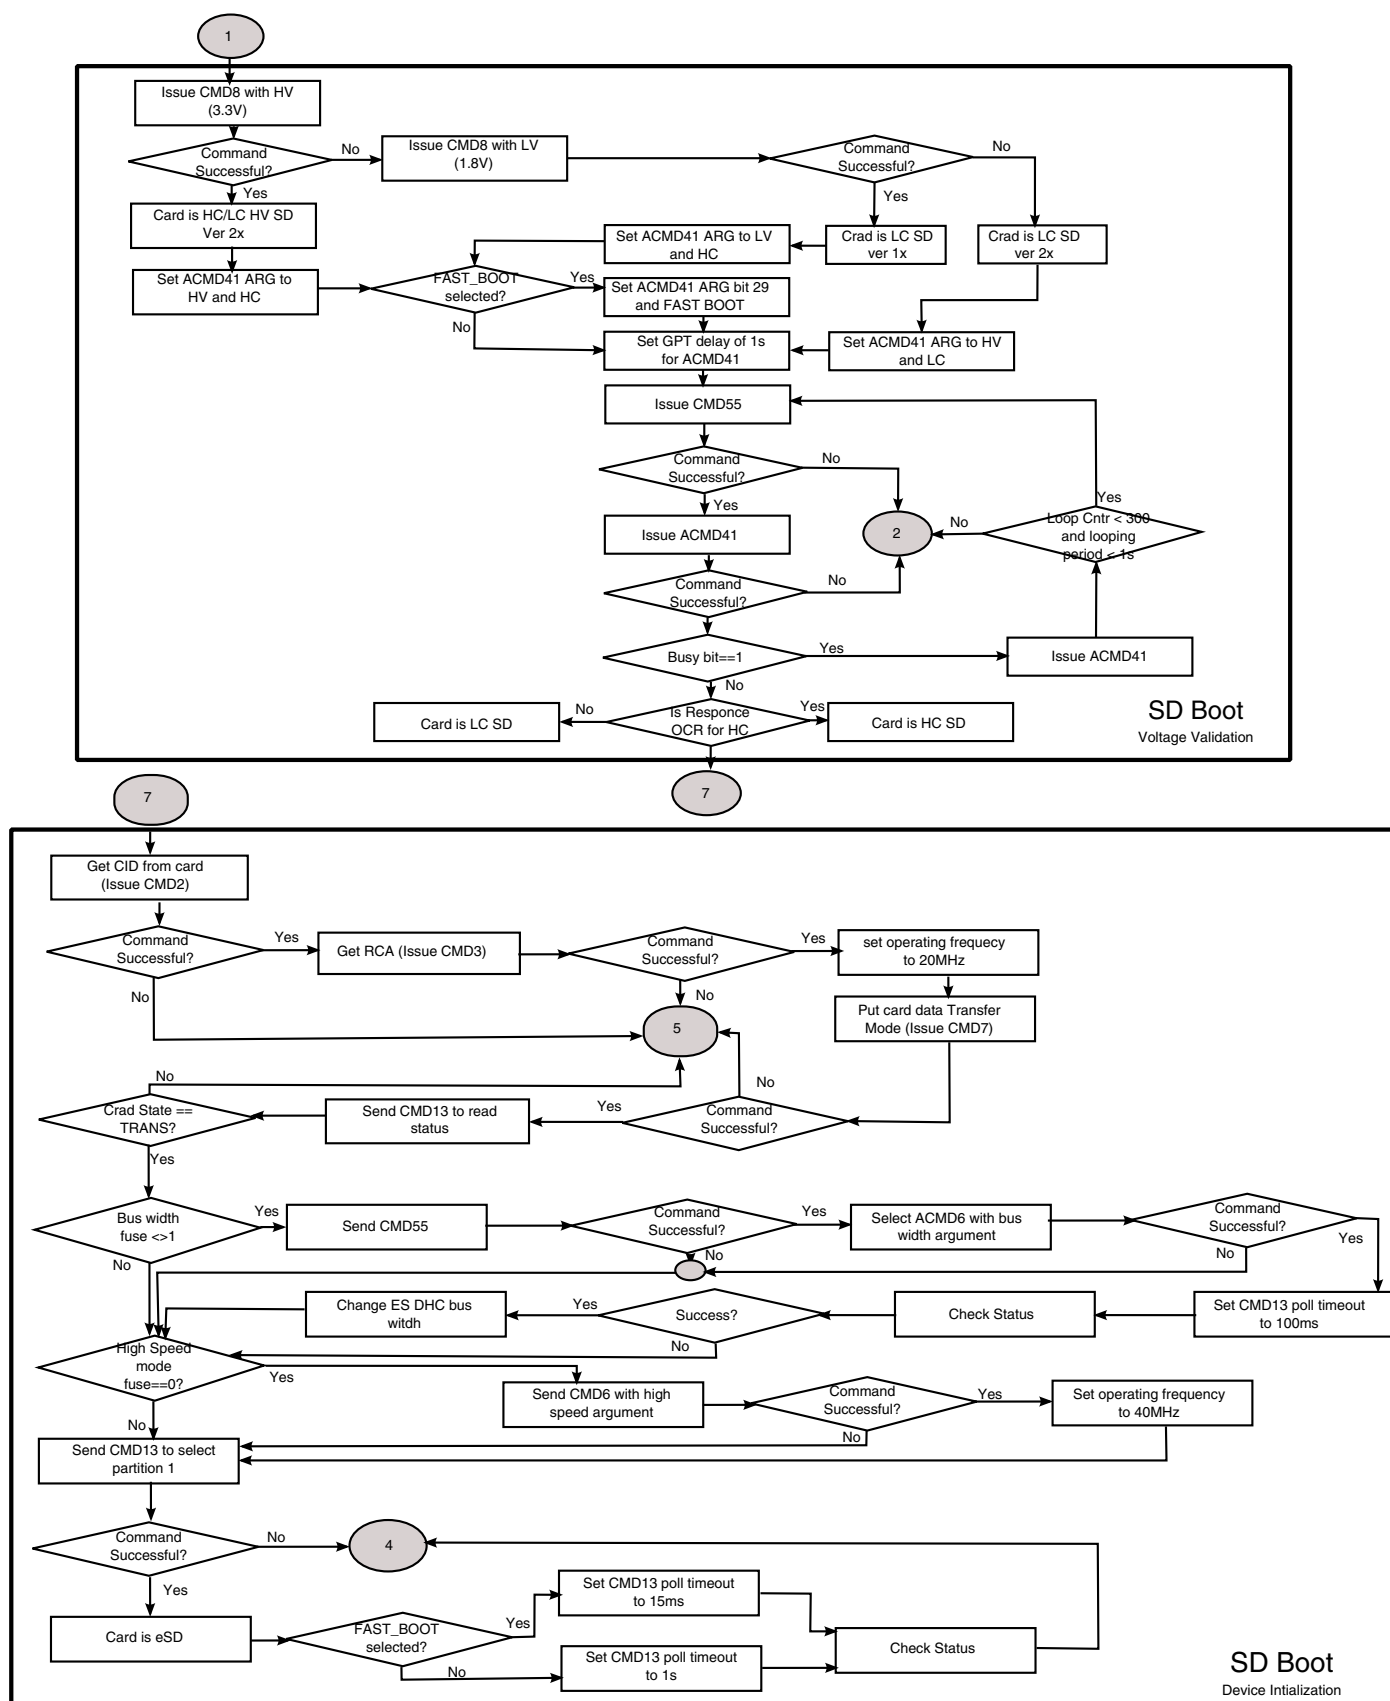 1
Issue CMD8 with HV
(3.3V)
Command
Successful?
No
Issue CMD8 with LV
(1.8V)
Command
Successful?
No
Yes
Yes
Card is HC/LC HV SD
Ver 2x
Set ACMD41 ARG to LV
and HC
Crad is LC SD
ver 1x
Crad is LC SD
ver 2x
Set ACMD41 ARG to
HV and HC
FAST_BOOT
selected?
Yes
Set ACMD41 ARG bit 29
and FAST BOOT
No
Set GPT delay of 1s
for ACMD41
Set ACMD41 ARG to HV
and LC
Issue CMD55
Command
Successful?
No
Yes
Yes
Issue ACMD41
2
No
Loop Cntr < 300
and looping
period < 1s
Command
Successful?
No
Busy bit==1
Yes
Issue ACMD41
No
Card is LC SD
No
Is Responce
OCR for HC
Yes
Card is HC SD
SD Boot
Voltage Validation
7
7
Get CID from card
(Issue CMD2)
Command
Successful?
Yes
Get RCA (Issue CMD3)
Command
Successful?
Yes
set operating frequecy
to 20MHz
No
No
5
Put card data Transfer
Mode (Issue CMD7)
No
No
Crad State ==
TRANS?
Send CMD13 to read
status
Yes
Command
Successful?
Yes
Bus width
fuse <>1
Yes
Send CMD55
Command
Successful?
Yes
Select ACMD6 with bus
width argument
Command
Successful?
Yes
No
No
No
Change ES DHC bus
witdh
Yes
Success?
Check Status
Set CMD13 poll timeout
to 100ms
No
High Speed
mode
fuse==0?
Yes
Send CMD6 with high
speed argument
Command
Successful?
Yes
Set operating frequency
to 40MHz
No
No
Send CMD13 to select
partition 1
Command
Successful?
No
4
Yes
Card is eSD
FAST_BOOT
selected?
Yes
Set CMD13 poll timeout
to 15ms
No
Set CMD13 poll timeout
to 1s
Check Status
SD Boot
Device Intialization